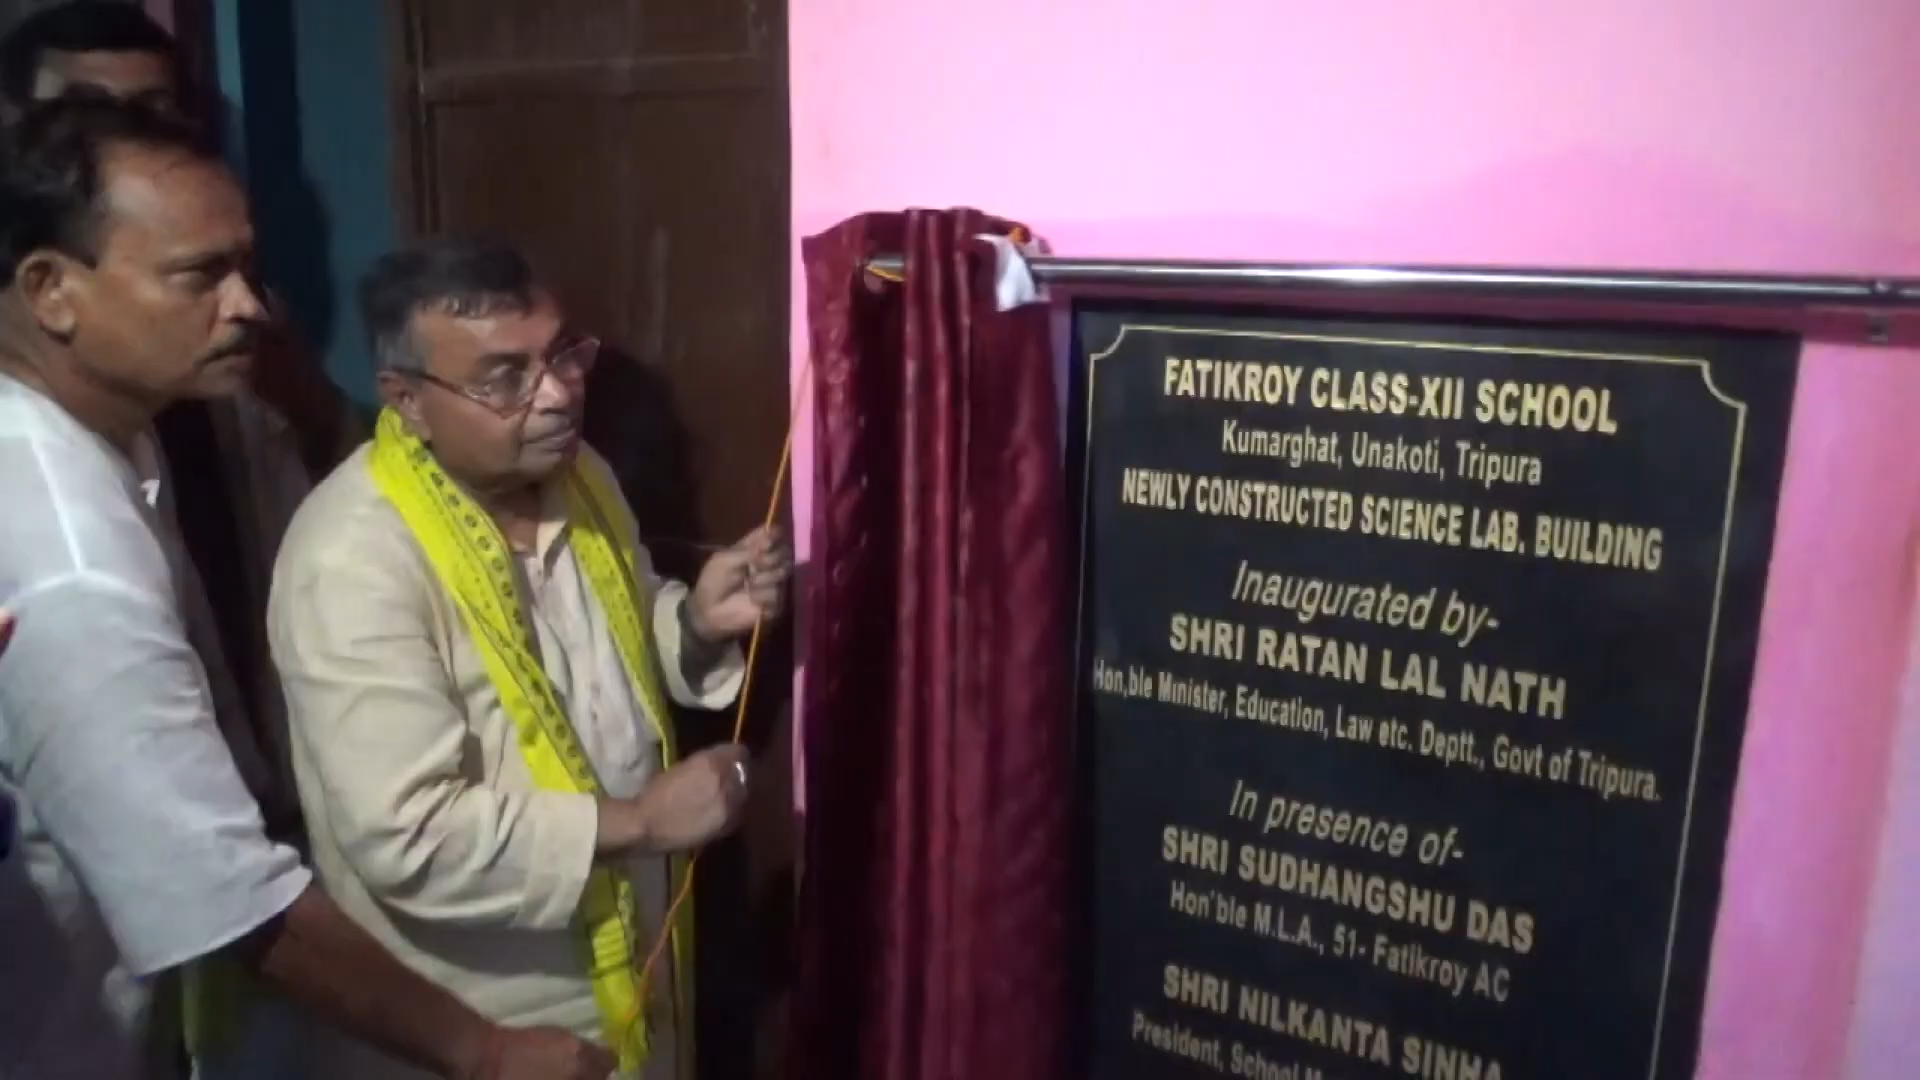 FATIKROY CLASS-XII SCHOOL
Kumarghat, Unakoti, Tripura
NEWLY CONSTRUCTED SCIENCE LAB. BUILDING
Inaugurated by-
SHRI RATAN LAL NATH
Hon,ble Minister, Education, Law etc. Deptt., Govt of Tripura.
In presence of-
SHRI SUDHANGSHU DAS
Hon'ble M.L.A., 51- Fatikroy AC
SHRI NILKANTA SINHA
President, School